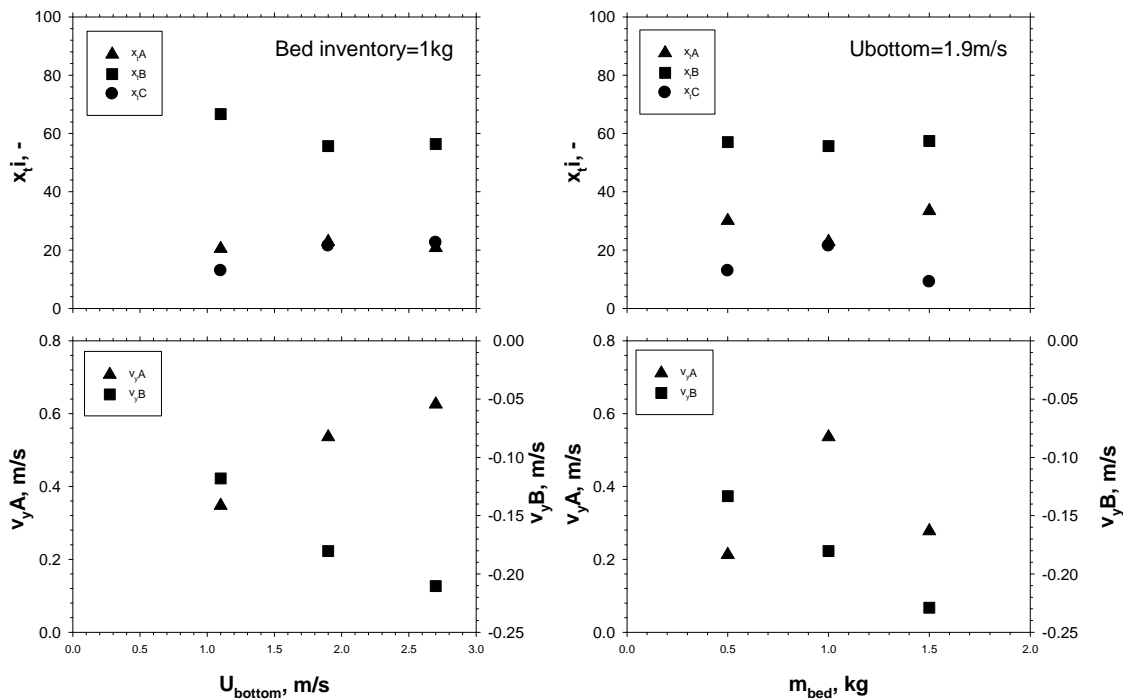 100
80
60
40
20
0
x_ti, -
x_tA
x_tB
x_tC
Bed inventory=1kg
100
80
60
40
20
0
x_ti, -
x_tA
x_tB
x_tC
Ubottom=1.9m/s
0.8
0.6
0.4
0.2
0.0
v_yA, m/s
v_yA
v_yB
0.00
-0.05
-0.10
-0.15
-0.20
-0.25
v_yB, m/s
0.0 0.5 1.0 1.5 2.0 2.5 3.0
U_bottom, m/s
0.8
0.6
0.4
0.2
0.0
v_yA, m/s
v_yA
v_yB
0.00
-0.05
-0.10
-0.15
-0.20
-0.25
v_yB, m/s
0.0 0.5 1.0 1.5 2.0
m_bed, kg